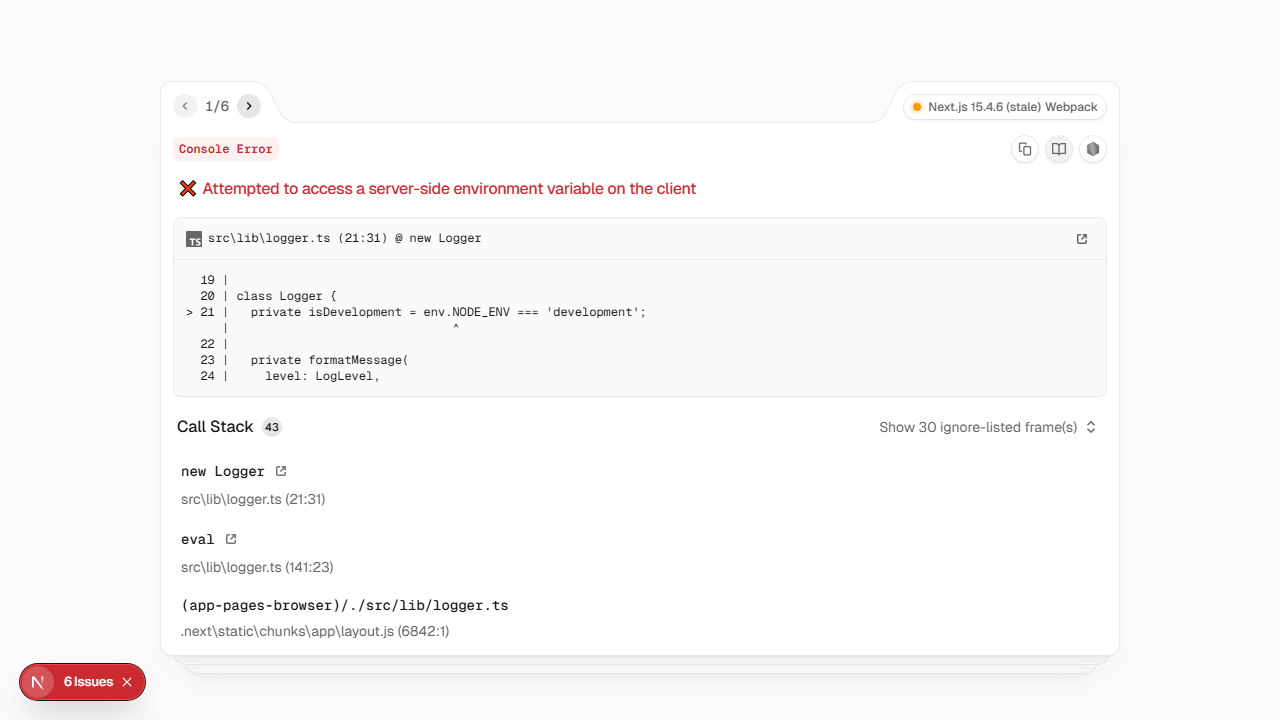 1/6
Next.js 15.4.6 (stale) Webpack
Console Error
❌ Attempted to access a server-side environment variable on the client
TS src\lib\logger.ts (21:31) @ new Logger
19 |
20 | class Logger {
> 21 |   private isDevelopment = env.NODE_ENV === 'development';
|                               ^
22 |
23 |   private formatMessage(
24 |     level: LogLevel,
Call Stack 43
Show 30 ignore-listed frame(s)
new Logger
src\lib\logger.ts (21:31)
eval
src\lib\logger.ts (141:23)
(app-pages-browser)/./src/lib/logger.ts
.next\static\chunks\app\layout.js (6842:1)
N 6 Issues